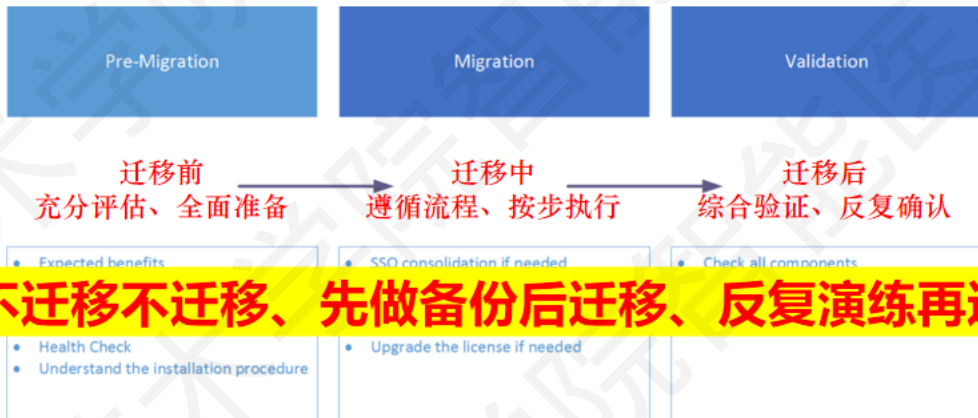 Pre-Migration
Migration
Validation
迁移前
充分评估、全面准备
迁移中
遵循流程、按步执行
迁移后
综合验证、反复确认
Expected benefits
SSO consolidation if needed
Check all components
不迁移不迁移、先做备份后迁移、反复演练再
Health Check
Understand the installation procedure
Upgrade the license if needed